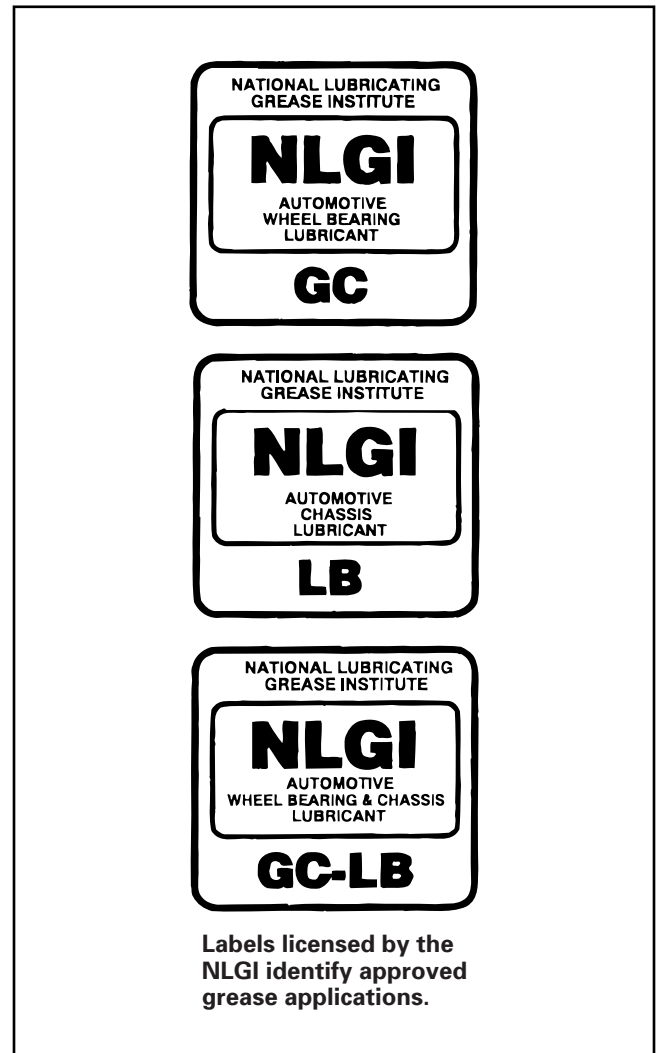 NATIONAL LUBRICATING
GREASE INSTITUTE
NLGI
AUTOMOTIVE
WHEEL BEARING
LUBRICANT
GC
NATIONAL LUBRICATING
GREASE INSTITUTE
NLGI
AUTOMOTIVE
CHASSIS
LUBRICANT
LB
NATIONAL LUBRICATING
GREASE INSTITUTE
NLGI
AUTOMOTIVE
WHEEL BEARING & CHASSIS
LUBRICANT
GC-LB
Labels licensed by the
NLGI identify approved
grease applications.